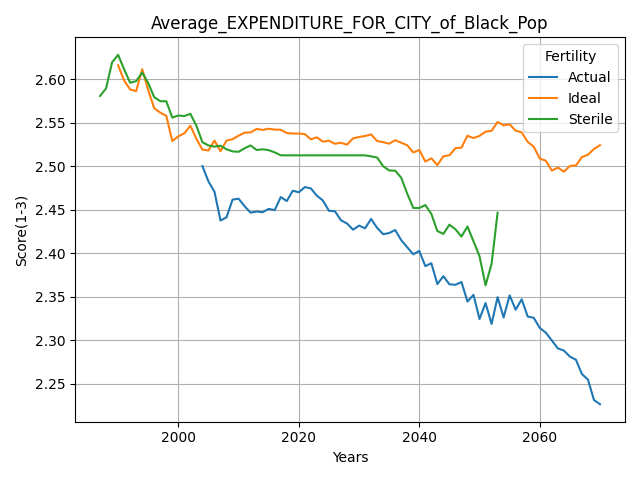 Average_EXPENDITURE_FOR_CITY_of_Black_Pop
Fertility
Actual
Ideal
Sterile
Score(1-3)
2.60
2.55
2.50
2.45
2.40
2.35
2.30
2.25
2000 2020 2040 2060
Years